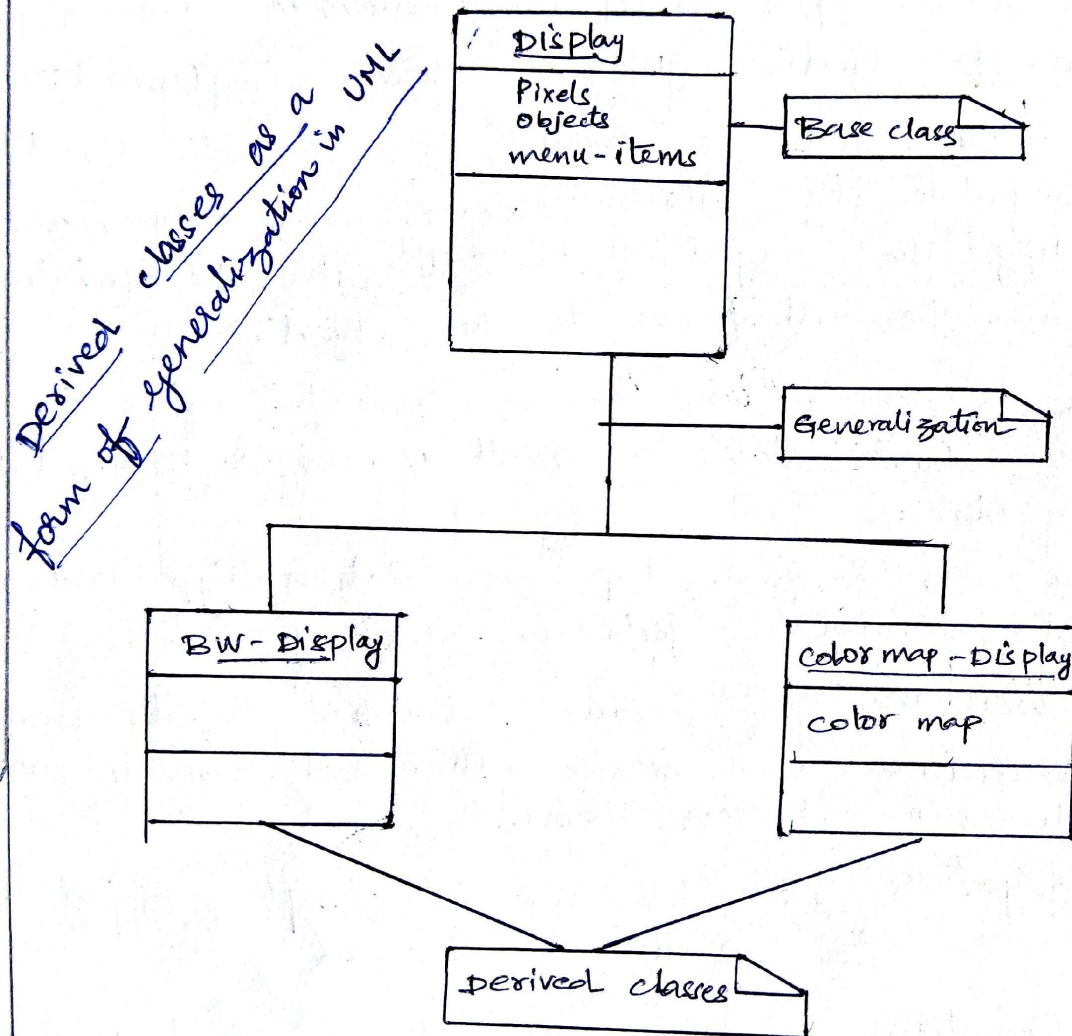 Display
Pixels
objects
menu-items
Base class
Derived classes as a
form of generalization in UML
Generalization
BW-Display
color map-Display
color map
Derived classes